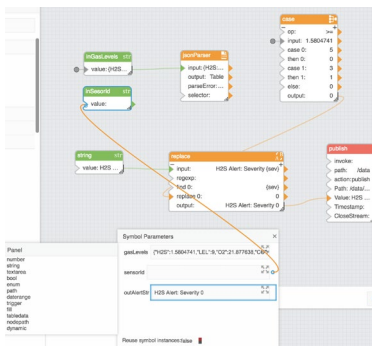 case
op: >=
input: 1.5804741
case 0: 5
then 0: 0
case 1: 3
then 1: 1
else: 0
output: 0
inGasLevels str
value: {H2S...
jsonParser
input: {H2S:...
output: Table
parseError:...
selector:
inSesorId str
value:
string str
value: H2S ...
replace
input: H2S Alert: Severity {sev}
regexp:
find 0: {sev}
replace 0: 0
output: H2S Alert: Severity 0
publish
invoke:
path: /data
action: publish
Path: /data/...
Value: H2S ...
Timestamp:
CloseStream:
Symbol Parameters ×
gasLevels {"H2S":1.5804741,"LEL":9,"O2":21.877638,"CO":
sensorId
outAlertStr H2S Alert: Severity 0
Reuse symbol instances:false
Panel
number
string
textarea
bool
enum
path
daterange
trigger
fill
tabledata
nodepath
dynamic